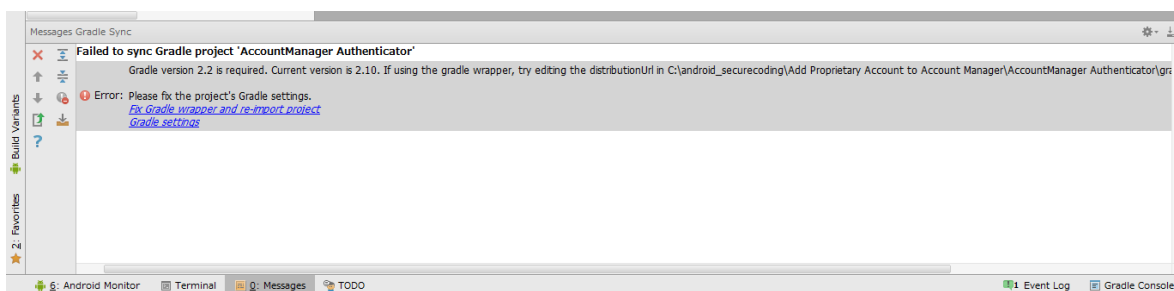 Messages Gradle Sync
Failed to sync Gradle project 'AccountManager Authenticator'
Gradle version 2.2 is required. Current version is 2.10. If using the gradle wrapper, try editing the distributionUrl in C:\android_securecoding\Add Proprietary Account to Account Manager\AccountManager Authenticator\gra
Error: Please fix the project's Gradle settings.
Fix Gradle wrapper and re-import project
Gradle settings
Build Variants
2: Favorites
6: Android Monitor Terminal 0: Messages TODO 1 Event Log Gradle Console